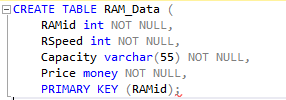 CREATE TABLE RAM_Data (
RAMid int NOT NULL,
RSpeed int NOT NULL,
Capacity varchar(55) NOT NULL,
Price money NOT NULL,
PRIMARY KEY (RAMid);